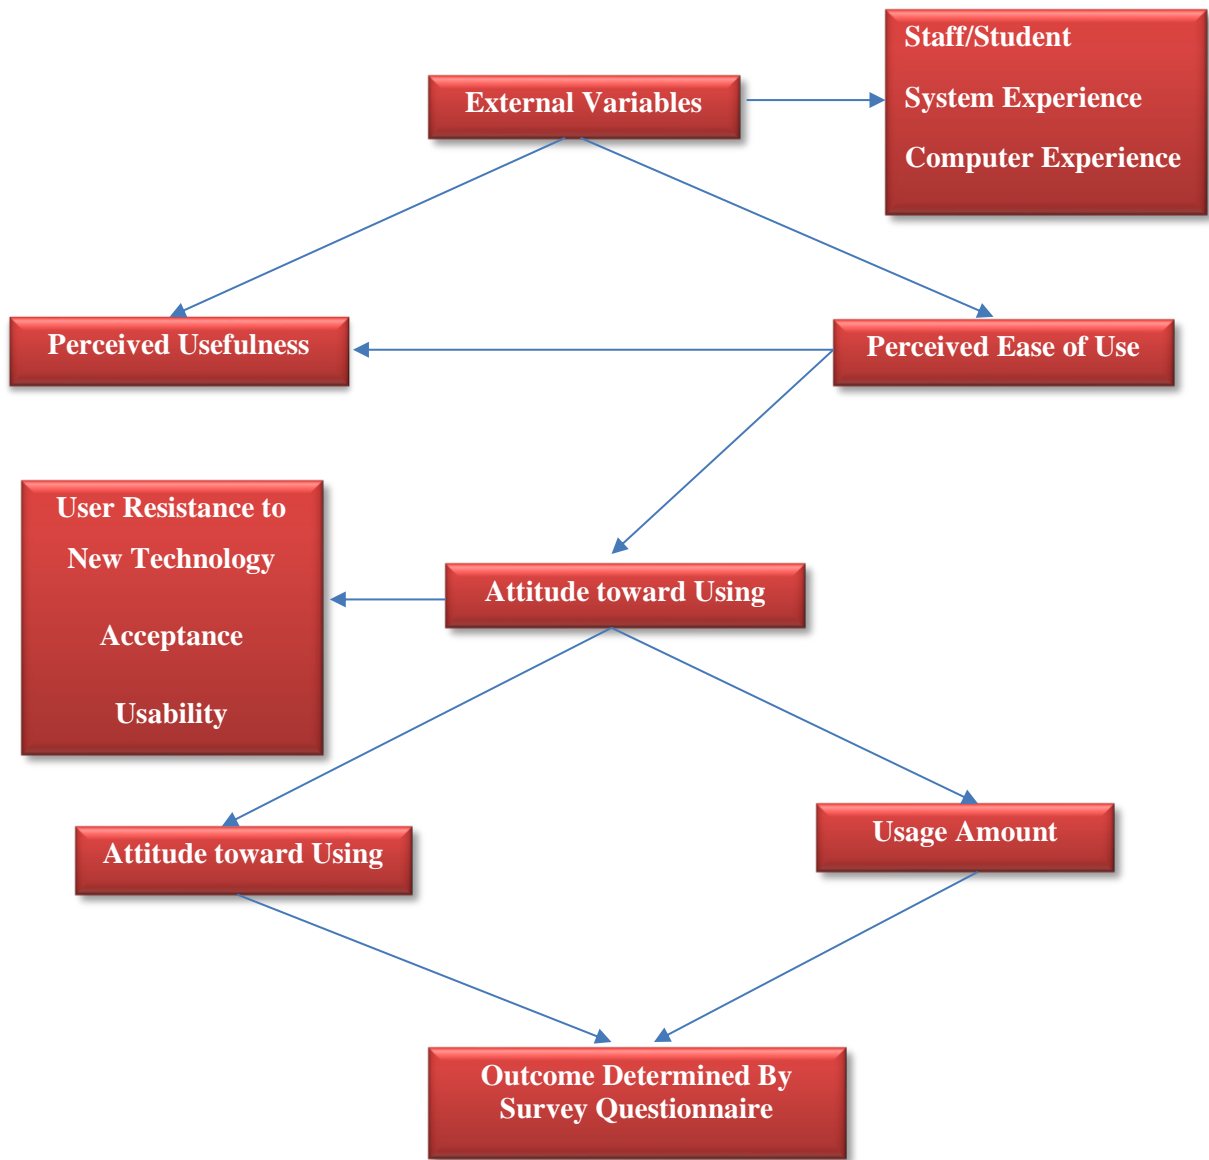 Staff/Student
External Variables
System Experience
Computer Experience
Perceived Usefulness
Perceived Ease of Use
User Resistance to
New Technology
Acceptance
Usability
Attitude toward Using
Attitude toward Using
Usage Amount
Outcome Determined By
Survey Questionnaire